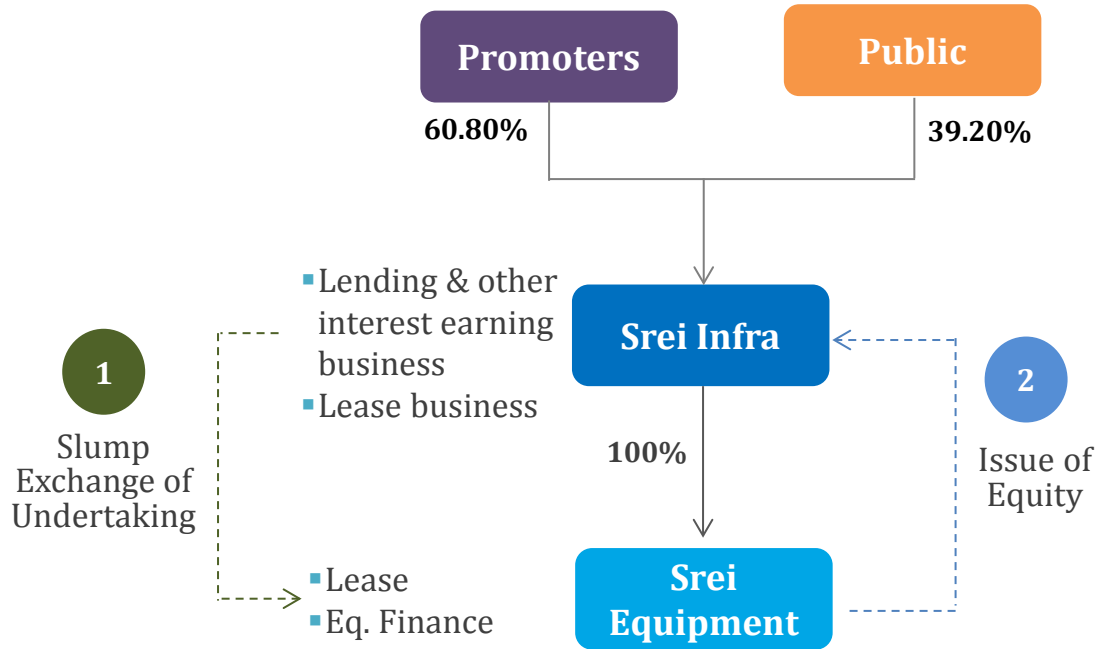 Promoters
Public
60.80%
39.20%
▪Lending & other
interest earning
business
▪Lease business
Srei Infra
1
2
Slump
Exchange of
Undertaking
100%
Issue of
Equity
▪Lease
▪Eq. Finance
Srei
Equipment